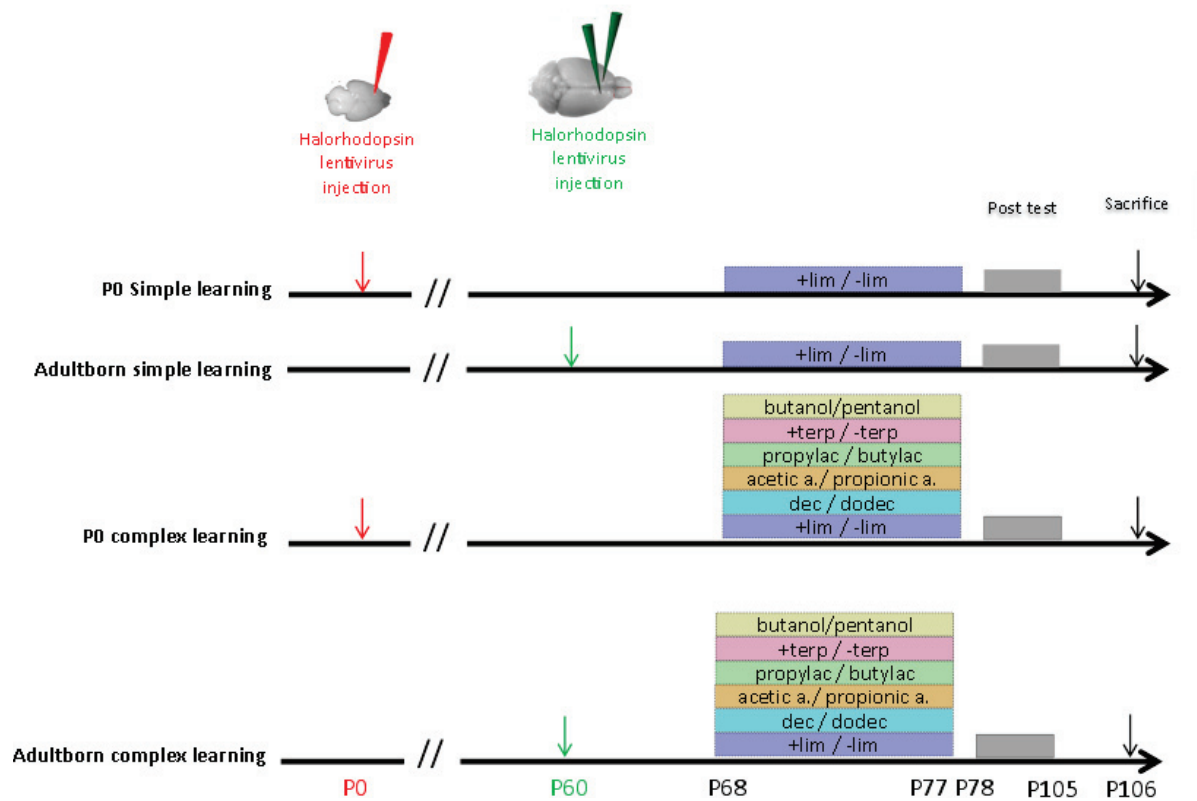 Halorhodopsin
lentivirus
injection
Halorhodopsin
lentivirus
injection
Post test
Sacrifice
P0 Simple learning
//
+lim / -lim
Adultborn simple learning
//
+lim / -lim
butanol/pentanol
+terp / -terp
propylac / butylac
acetic a./ propionic a.
dec / dodec
+lim / -lim
P0 complex learning
//
butanol/pentanol
+terp / -terp
propylac / butylac
acetic a./ propionic a.
dec / dodec
+lim / -lim
Adultborn complex learning
//
P0 P60 P68 P77 P78 P105 P106